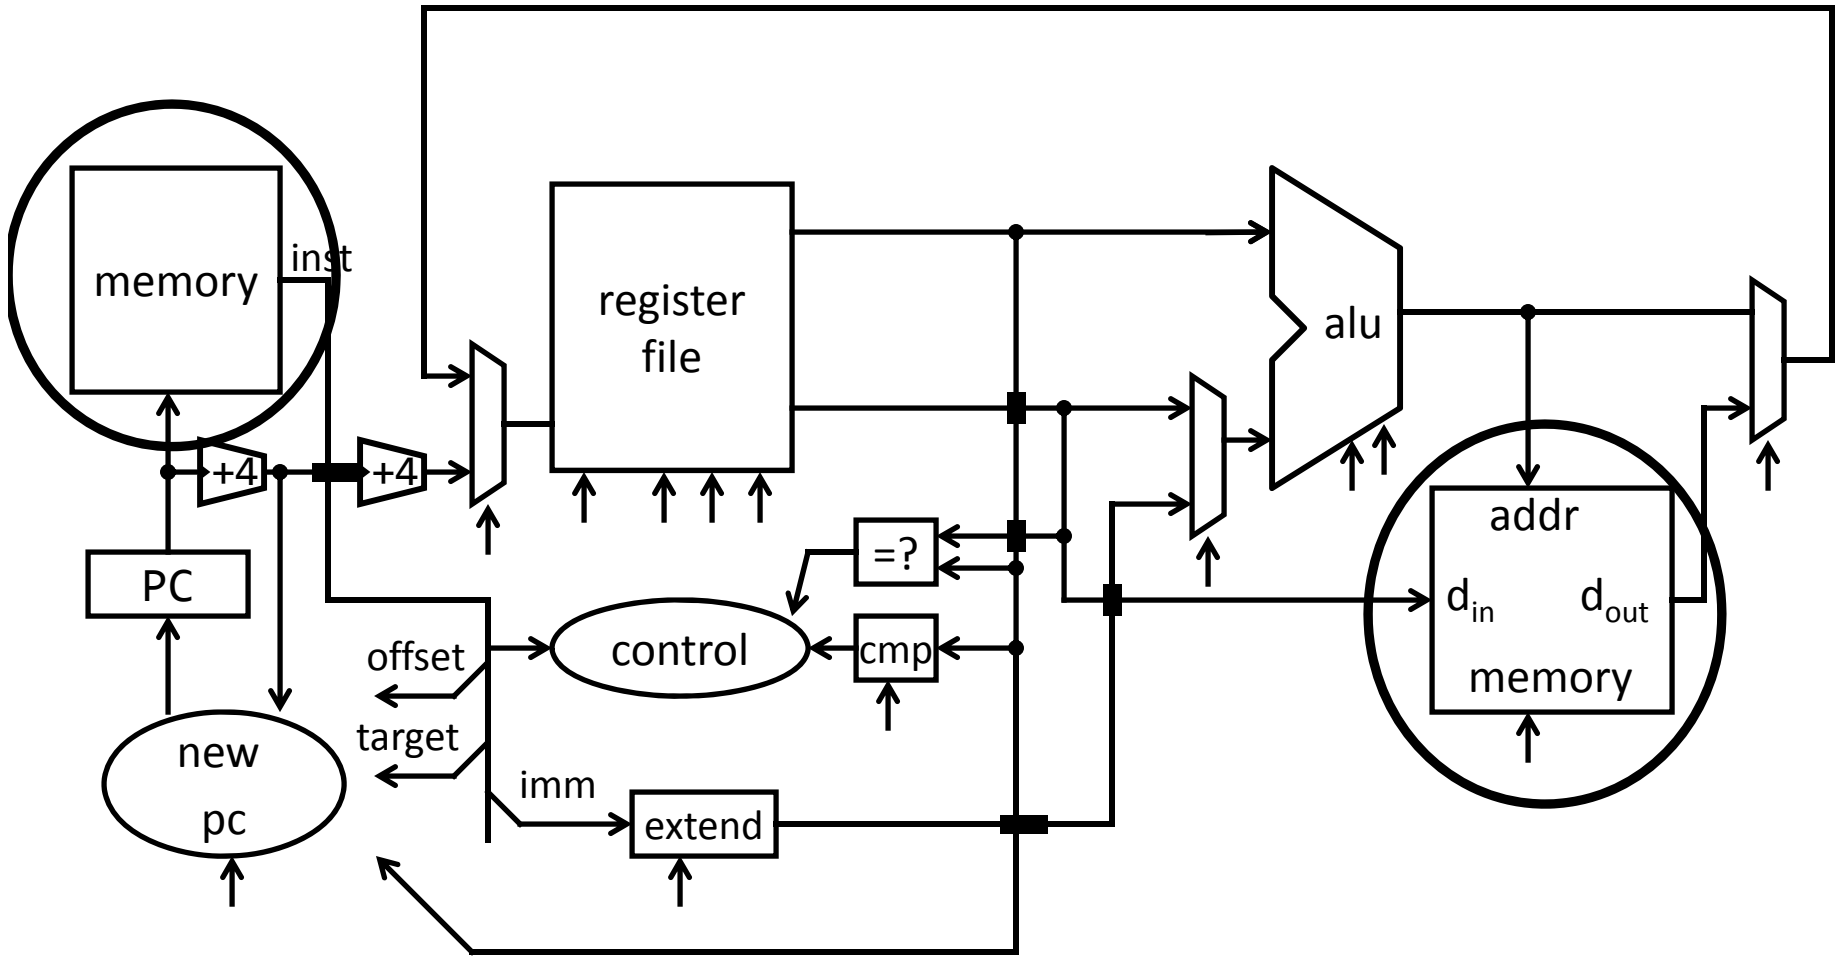 inst
memory
register
file
alu
+4
+4
addr
=?
PC
d_in
d_out
control
cmp
offset
memory
target
new
pc
imm
extend